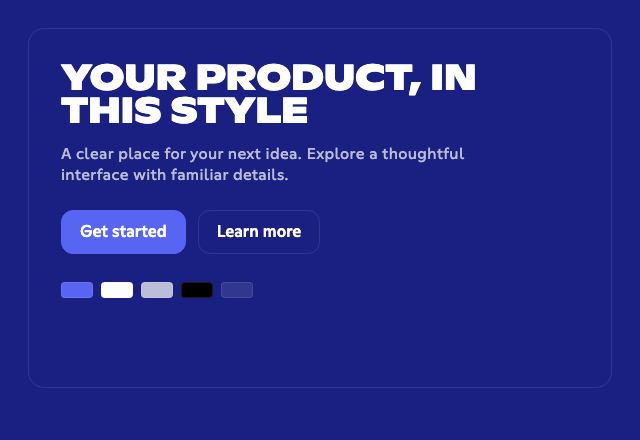 YOUR PRODUCT, IN
THIS STYLE
A clear place for your next idea. Explore a thoughtful
interface with familiar details.
Get started
Learn more